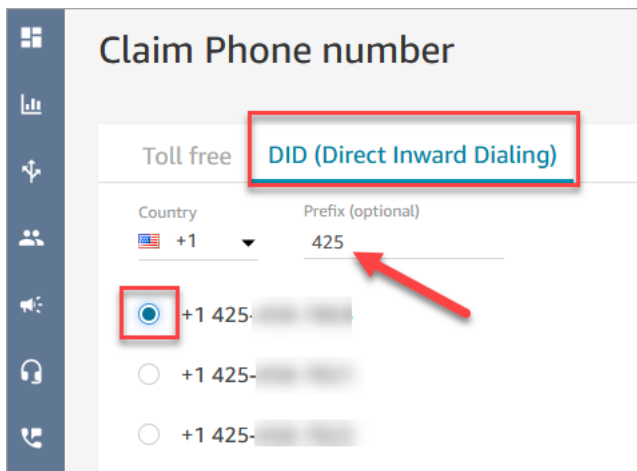 Claim Phone number
Toll free DID (Direct Inward Dialing)
Country Prefix (optional)
+1 425
+1 425-
+1 425-
+1 425-